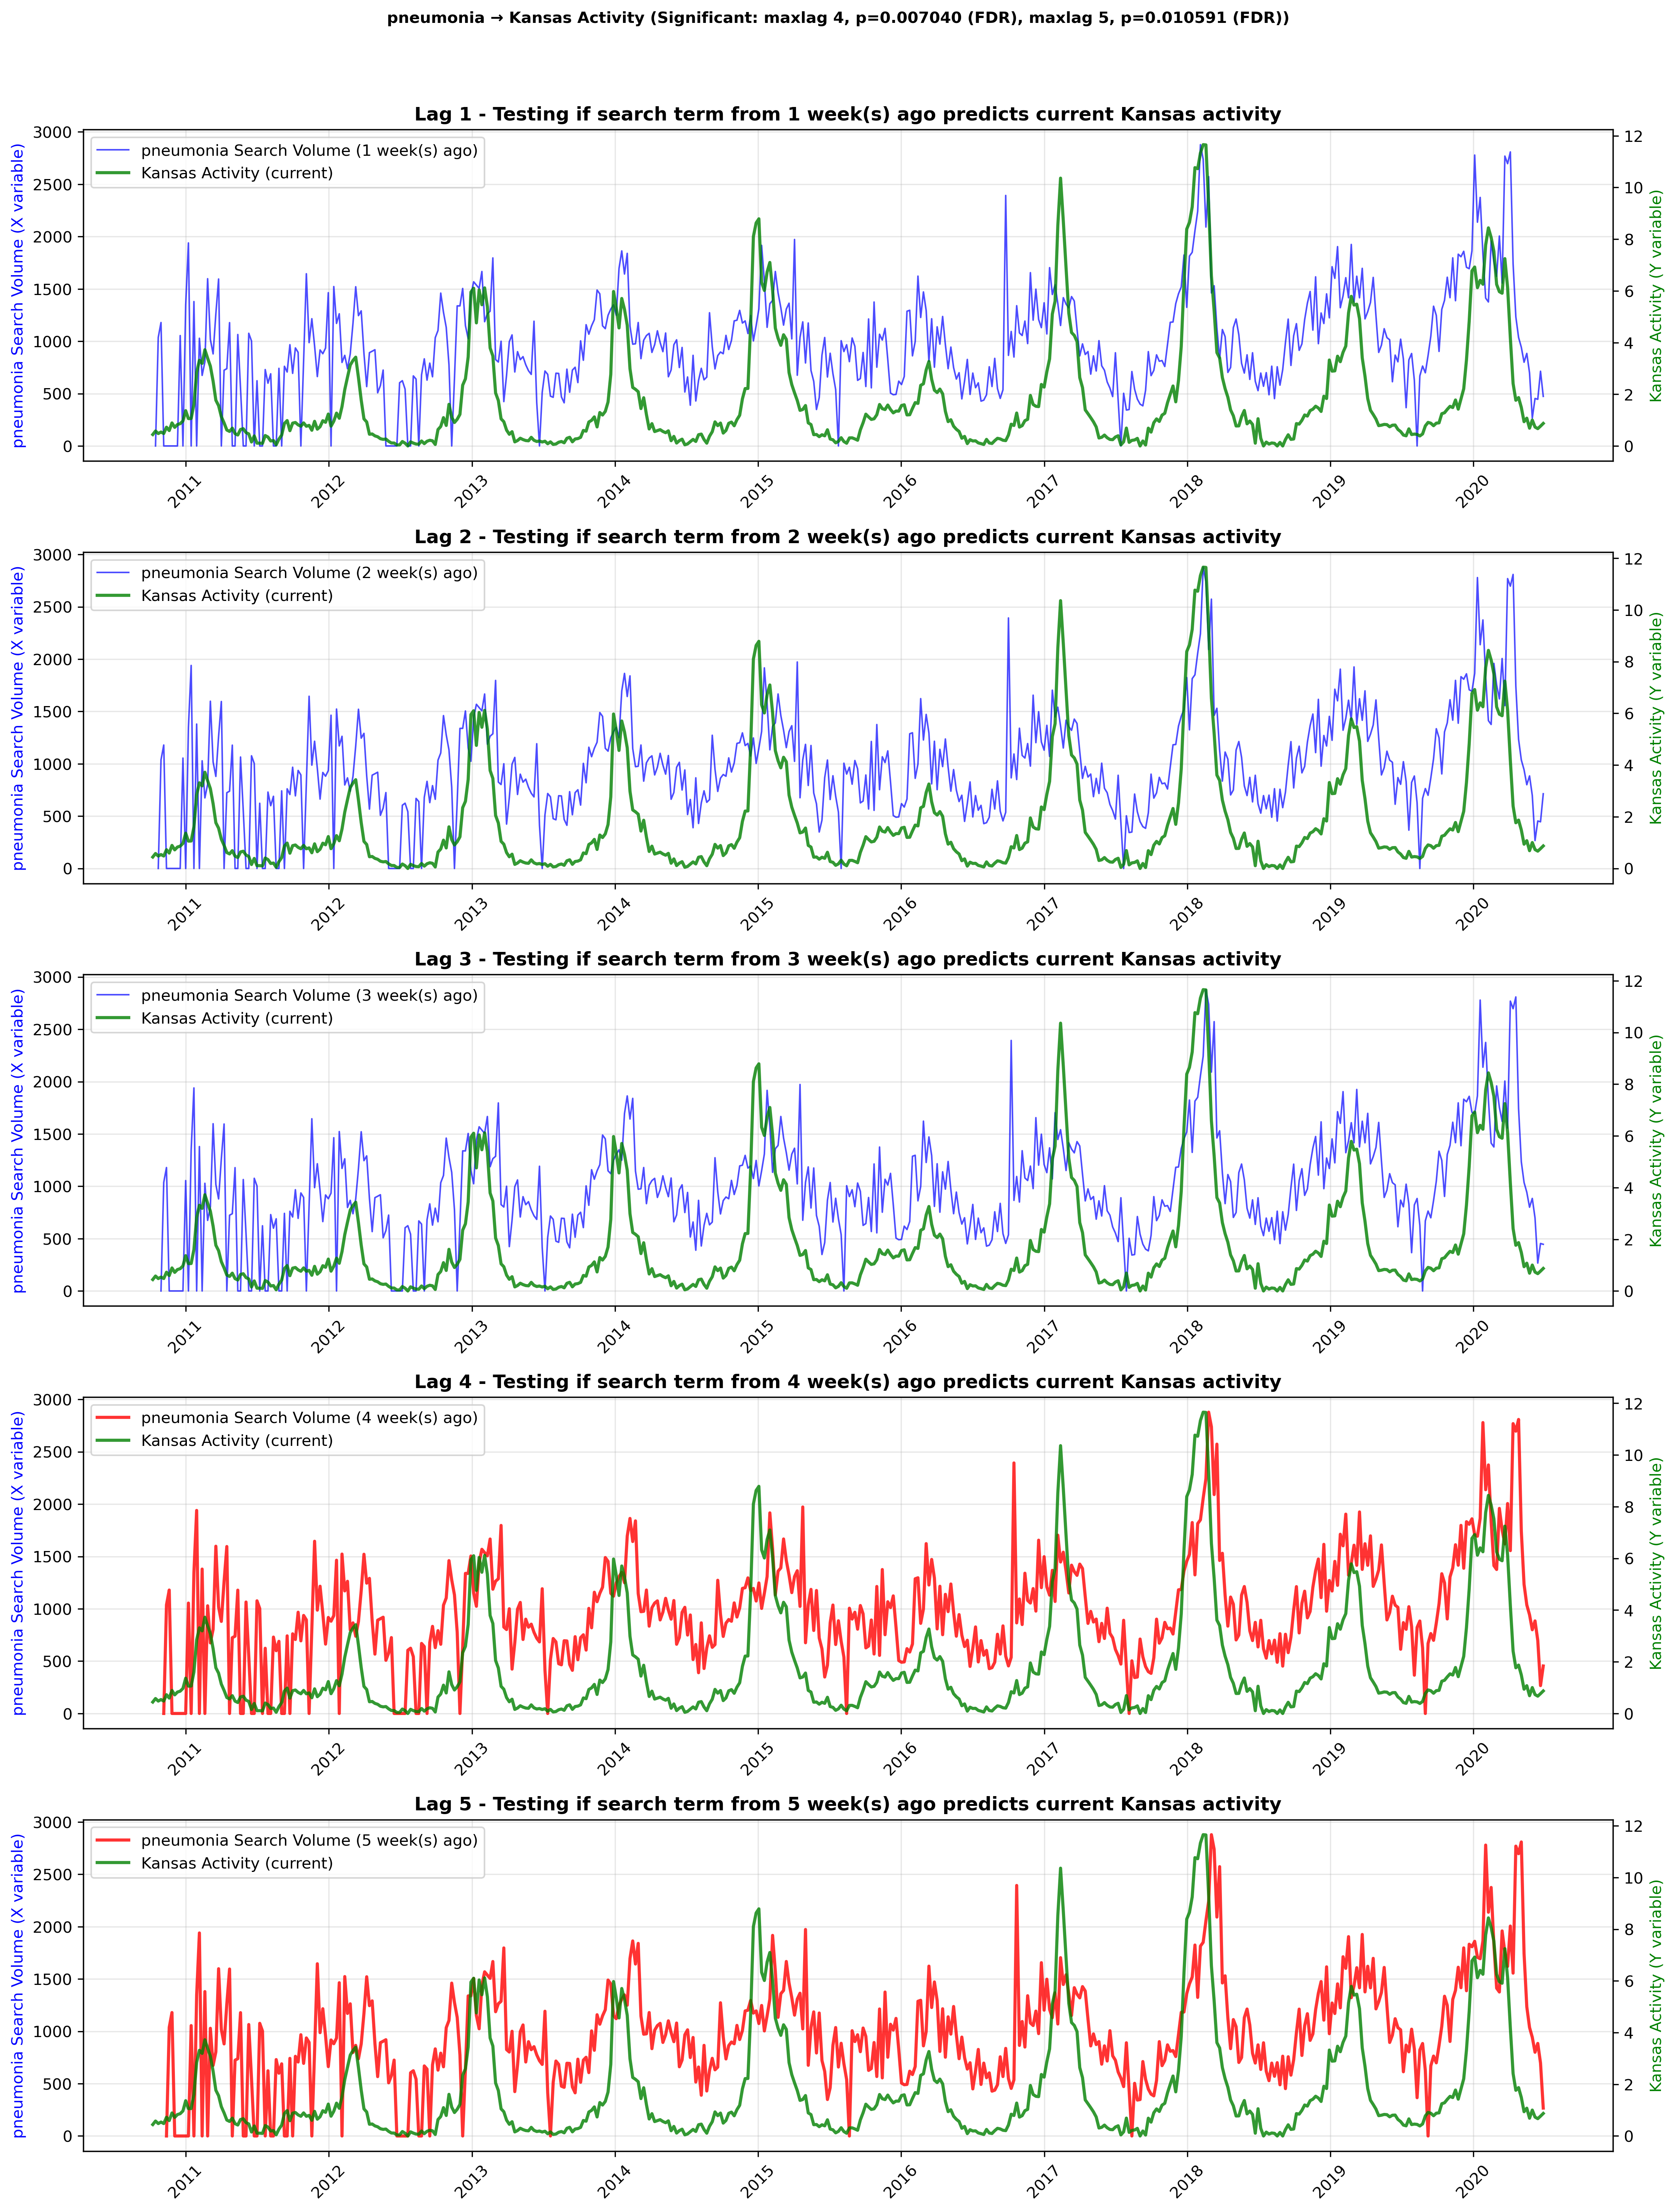 pneumonia → Kansas Activity (Significant: maxlag 4, p=0.007040 (FDR), maxlag 5, p=0.010591 (FDR))
Lag 1 - Testing if search term from 1 week(s) ago predicts current Kansas activity
pneumonia Search Volume (1 week(s) ago)
Kansas Activity (current)
pneumonia Search Volume (X variable)
3000
2500
2000
1500
1000
500
0
12
10
8
6
4
2
0
Kansas Activity (Y variable)
2011 2012 2013 2014 2015 2016 2017 2018 2019 2020
Lag 2 - Testing if search term from 2 week(s) ago predicts current Kansas activity
pneumonia Search Volume (2 week(s) ago)
Kansas Activity (current)
pneumonia Search Volume (X variable)
3000
2500
2000
1500
1000
500
0
12
10
8
6
4
2
0
Kansas Activity (Y variable)
2011 2012 2013 2014 2015 2016 2017 2018 2019 2020
Lag 3 - Testing if search term from 3 week(s) ago predicts current Kansas activity
pneumonia Search Volume (3 week(s) ago)
Kansas Activity (current)
pneumonia Search Volume (X variable)
3000
2500
2000
1500
1000
500
0
12
10
8
6
4
2
0
Kansas Activity (Y variable)
2011 2012 2013 2014 2015 2016 2017 2018 2019 2020
Lag 4 - Testing if search term from 4 week(s) ago predicts current Kansas activity
pneumonia Search Volume (4 week(s) ago)
Kansas Activity (current)
pneumonia Search Volume (X variable)
3000
2500
2000
1500
1000
500
0
12
10
8
6
4
2
0
Kansas Activity (Y variable)
2011 2012 2013 2014 2015 2016 2017 2018 2019 2020
Lag 5 - Testing if search term from 5 week(s) ago predicts current Kansas activity
pneumonia Search Volume (5 week(s) ago)
Kansas Activity (current)
pneumonia Search Volume (X variable)
3000
2500
2000
1500
1000
500
0
12
10
8
6
4
2
0
Kansas Activity (Y variable)
2011 2012 2013 2014 2015 2016 2017 2018 2019 2020